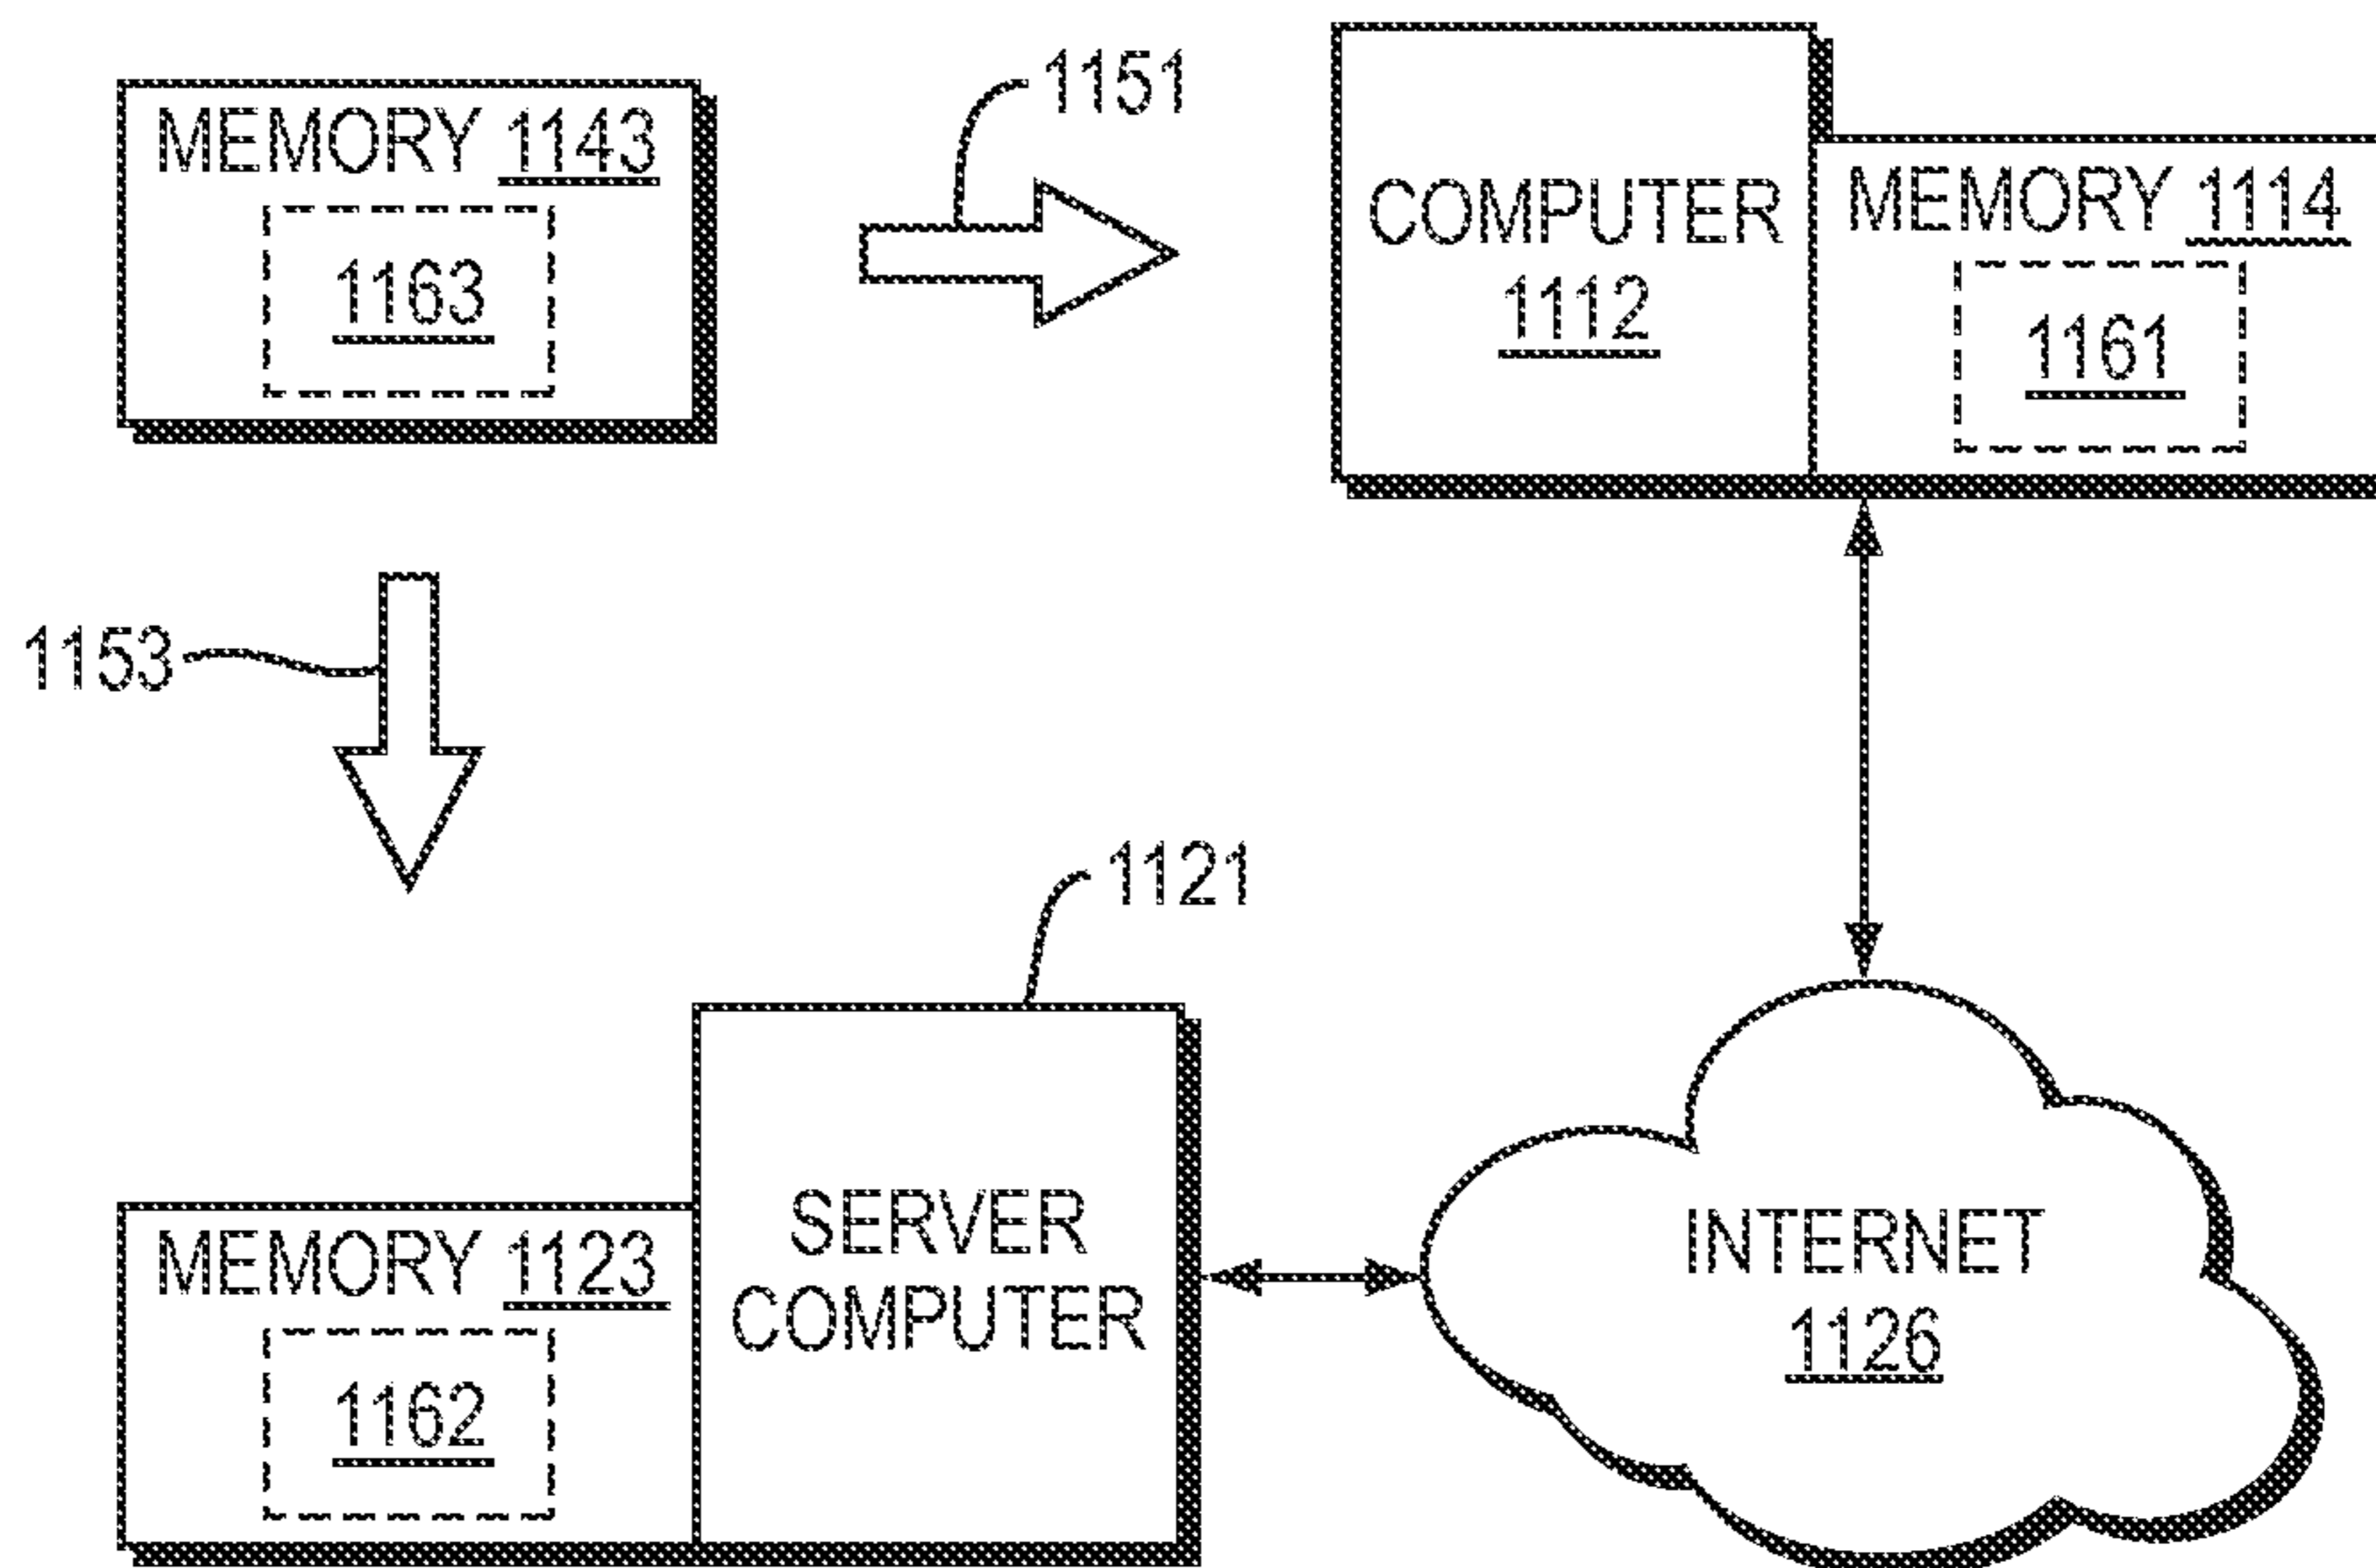 MEMORY 1143
1163
1151
COMPUTER
1112
MEMORY 1114
1161
1153
1121
MEMORY 1123
1162
SERVER
COMPUTER
INTERNET
1126